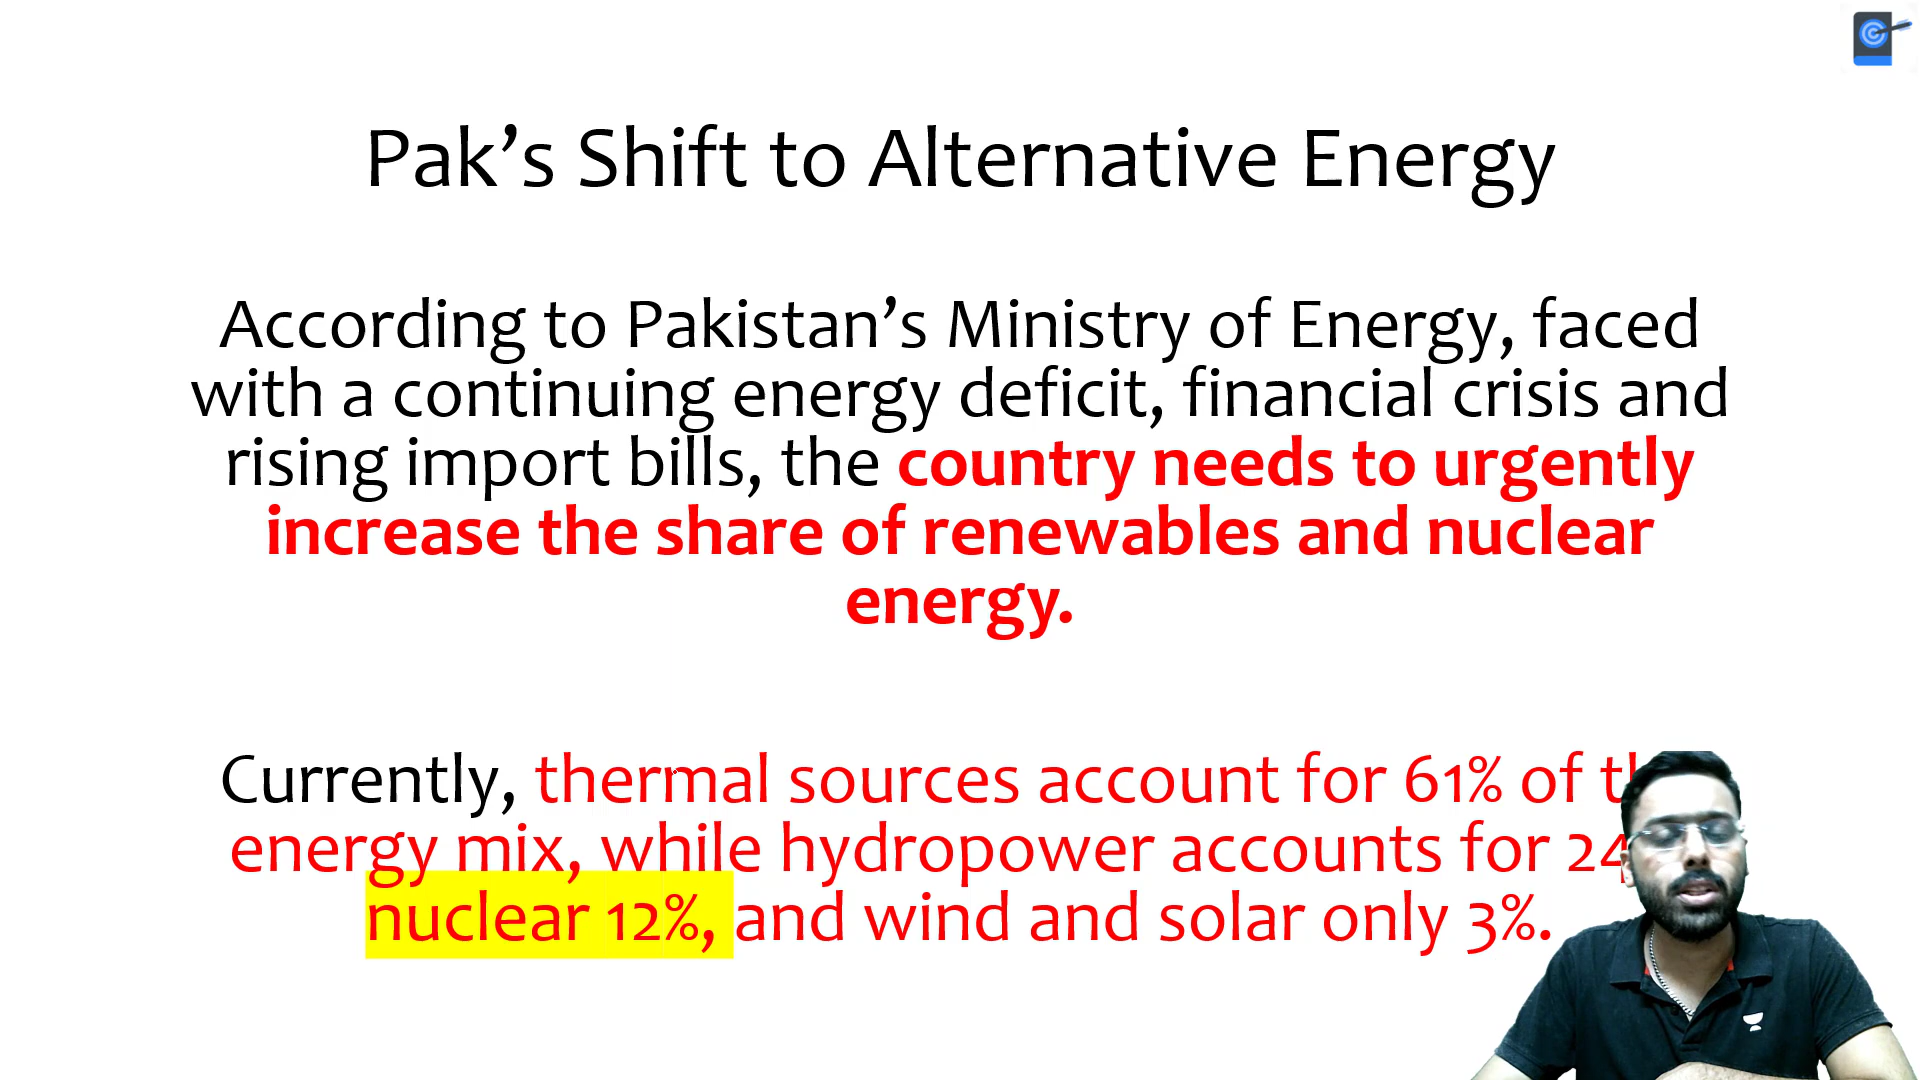 Pak’s Shift to Alternative Energy
According to Pakistan’s Ministry of Energy, faced
with a continuing energy deficit, financial crisis and
rising import bills, the country needs to urgently
increase the share of renewables and nuclear
energy.
Currently, thermal sources account for 61% of
energy mix, while hydropower accounts for 24
nuclear 12%, and wind and solar only 3%.